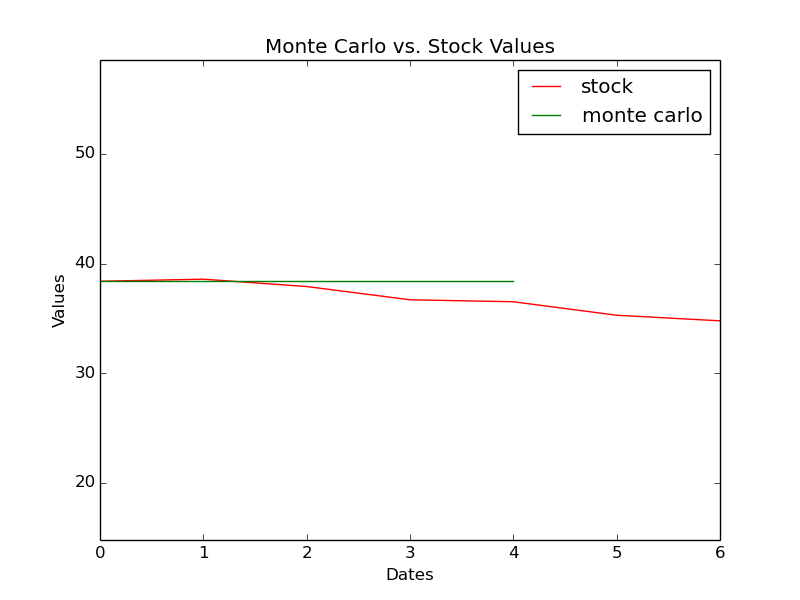 Monte Carlo vs. Stock Values
stock
monte carlo
50
40
30
20
Values
0 1 2 3 4 5 6
Dates